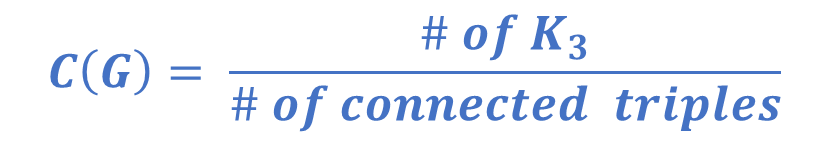 C(G) = # of K₃ / # of connected triples